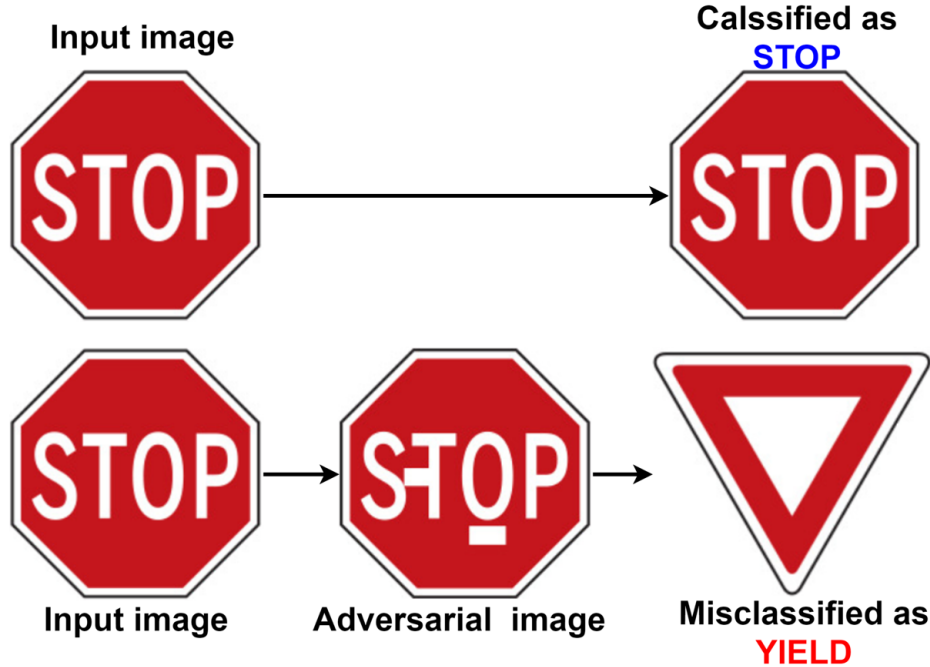 Input image
Calssified as
STOP
STOP
STOP
STOP
STOP
Input image
Adversarial image
Misclassified as
YIELD